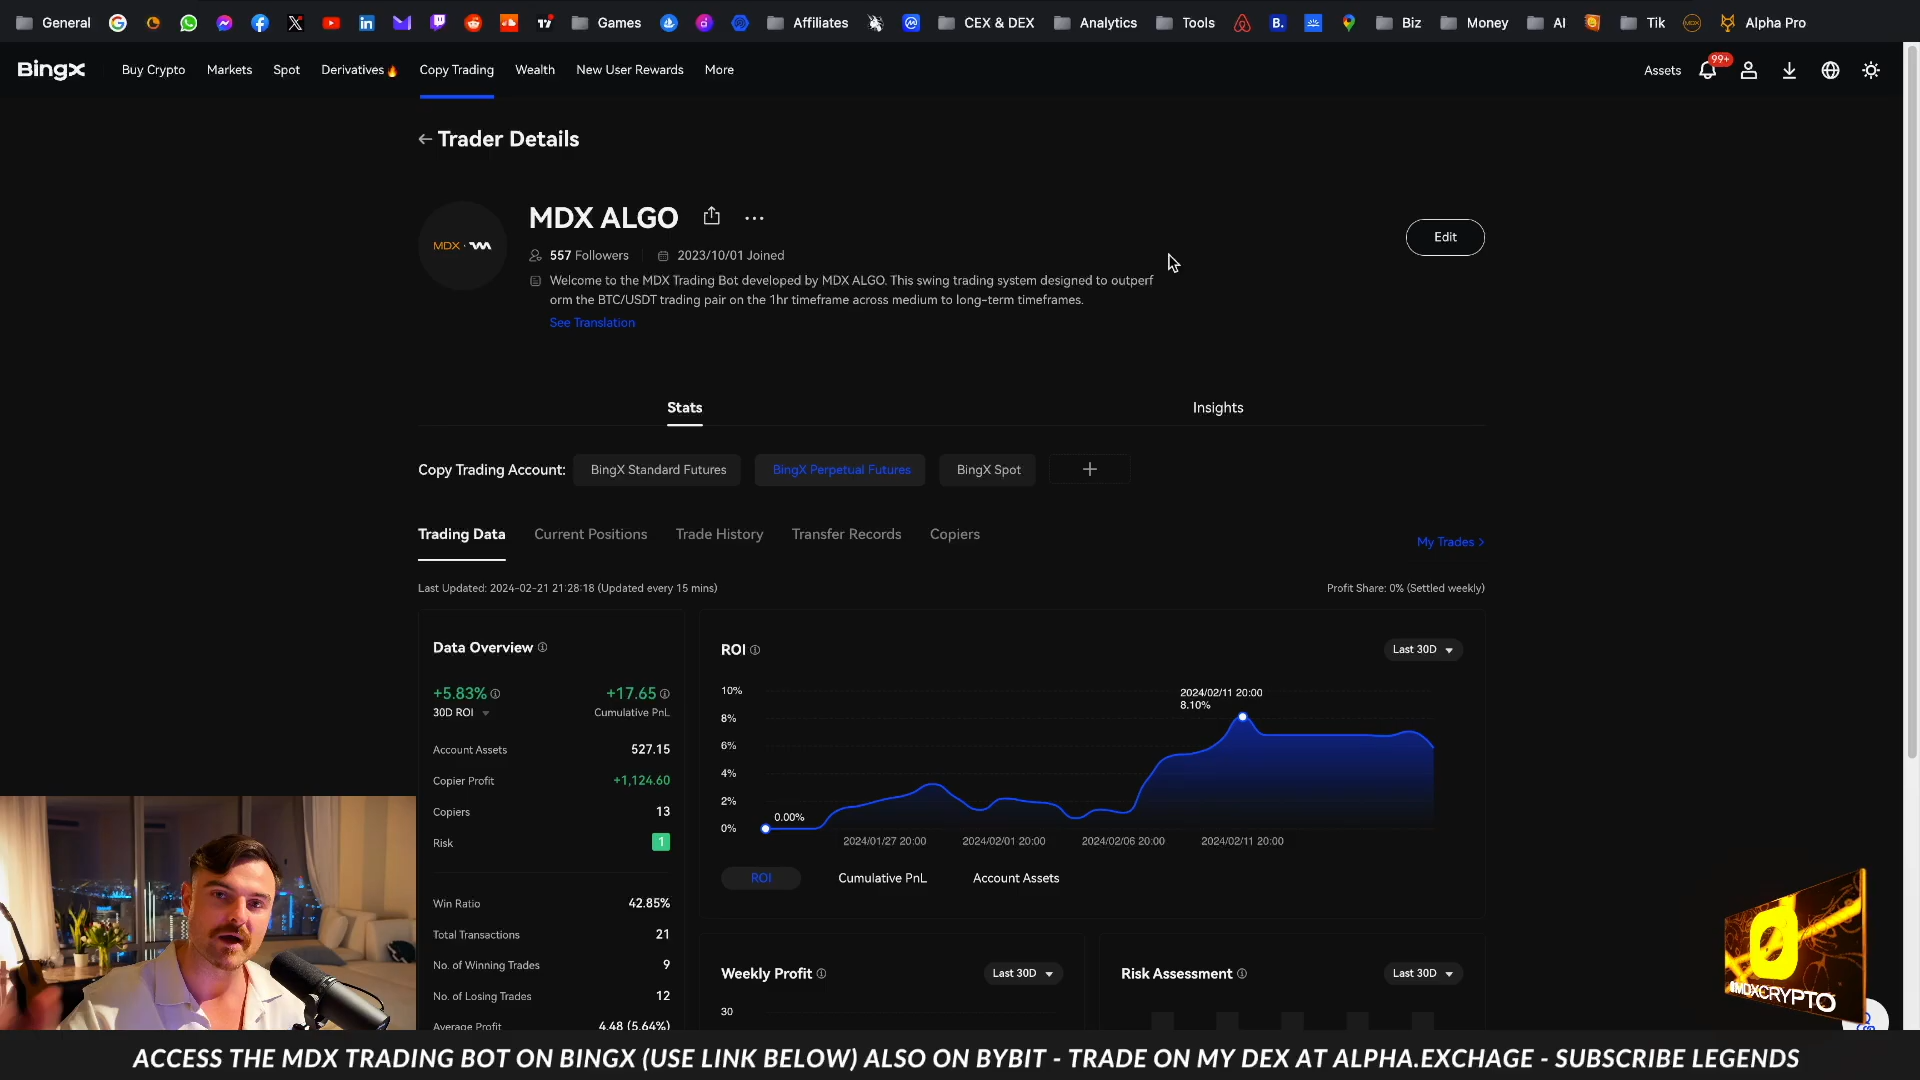 General
Games
Affiliates
CEX & DEX
Analytics
Tools
B.
Biz
Money
AI
Tik
Alpha Pro
BingX
Buy Crypto
Markets
Spot
Derivatives
Copy Trading
Wealth
New User Rewards
More
Assets
99+
← Trader Details
MDX ALGO
MDX ·
557 Followers
2023/10/01 Joined
Welcome to the MDX Trading Bot developed by MDX ALGO. This swing trading system designed to outperf
orm the BTC/USDT trading pair on the 1hr timeframe across medium to long-term timeframes.
See Translation
Edit
Stats
Insights
Copy Trading Account:
BingX Standard Futures
BingX Perpetual Futures
BingX Spot
+
Trading Data
Current Positions
Trade History
Transfer Records
Copiers
My Trades >
Last Updated: 2024-02-21 21:28:18 (Updated every 15 mins)
Profit Share: 0% (Settled weekly)
Data Overview
+5.83%
+17.65
30D ROI
Cumulative PnL
Account Assets 527.15
Copier Profit +1,124.60
Copiers 13
Risk 1
Win Ratio 42.85%
Total Transactions 21
No. of Winning Trades 9
No. of Losing Trades 12
Average Profit 4.48 (5.64%)
ROI
Last 30D
10%
8%
6%
4%
2%
0%
0.00%
2024/02/11 20:00
8.10%
2024/01/27 20:00
2024/02/01 20:00
2024/02/06 20:00
2024/02/11 20:00
ROI
Cumulative PnL
Account Assets
Weekly Profit
Last 30D
30
Risk Assessment
Last 30D
#MDXCRYPTO
ACCESS THE MDX TRADING BOT ON BINGX (USE LINK BELOW) ALSO ON BYBIT - TRADE ON MY DEX AT ALPHA.EXCHAGE - SUBSCRIBE LEGENDS